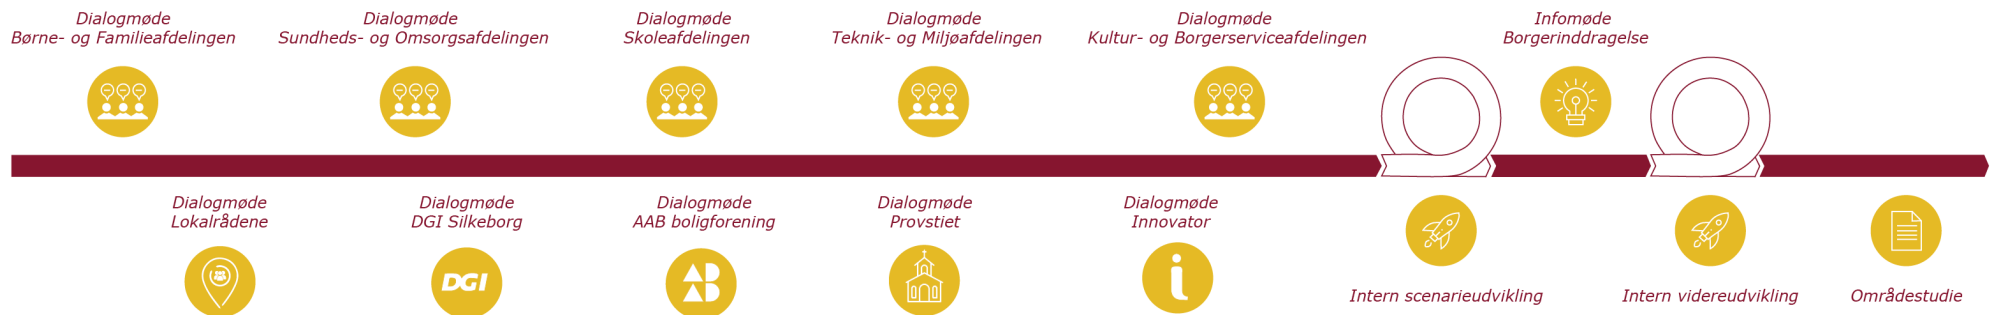 Dialogmøde
Børne- og Familieafdelingen
Dialogmøde
Sundheds- og Omsorgsafdelingen
Dialogmøde
Skoleafdelingen
Dialogmøde
Teknik- og Miljøafdelingen
Dialogmøde
Kultur- og Borgerserviceafdelingen
Infomøde
Borgerinddragelse
Dialogmøde
Lokalrådene
Dialogmøde
DGI Silkeborg
DGI
Dialogmøde
AAB boligforening
AB
Dialogmøde
Provstiet
Dialogmøde
Innovator
i
Intern scenarieudvikling
Intern videreudvikling
Områdestudie